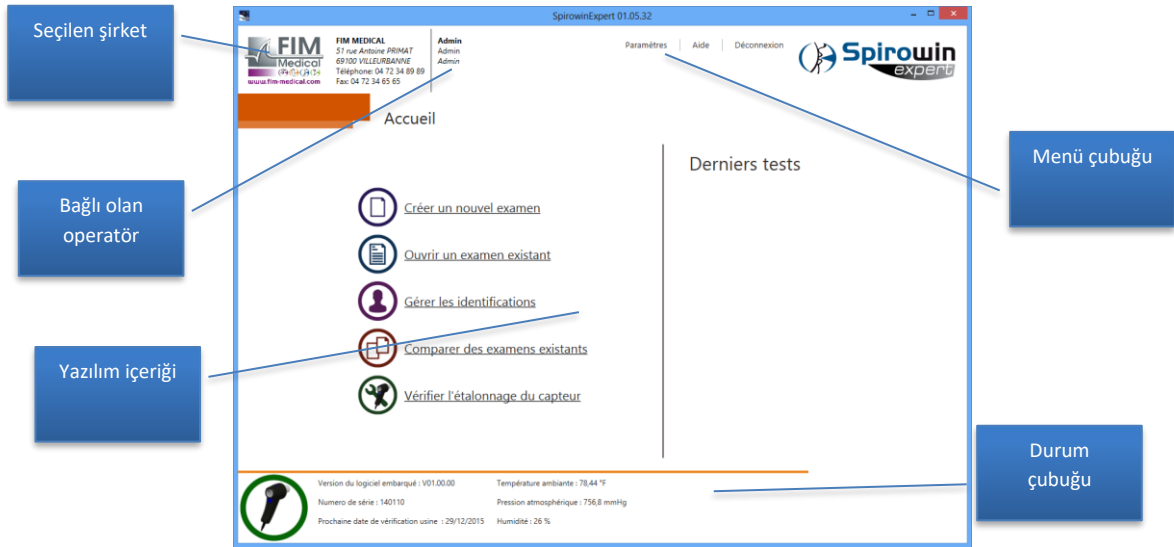 SpirowinExpert 01.05.32
Seçilen şirket
FIM
Medical
www.fim-medical.com
FIM MEDICAL
51 rue Antoine PRIMAT
69100 VILLEURBANNE
Téléphone: 04 72 34 89 89
Fax: 04 72 34 65 65
Admin
Admin
Admin
Paramètres
Aide
Déconnexion
Spirowin
expert
Accueil
Menü çubuğu
Derniers tests
Bağlı olan
operatör
Créer un nouvel examen
Ouvrir un examen existant
Gérer les identifications
Comparer des examens existants
Vérifier l'étalonnage du capteur
Yazılım içeriği
Durum
çubuğu
Version du logiciel embarqué : V01.00.00
Température ambiante : 78,44 °F
Numero de série : 140110
Pression atmosphérique : 756,8 mmHg
Prochaine date de vérification usine : 29/12/2015
Humidité : 26 %